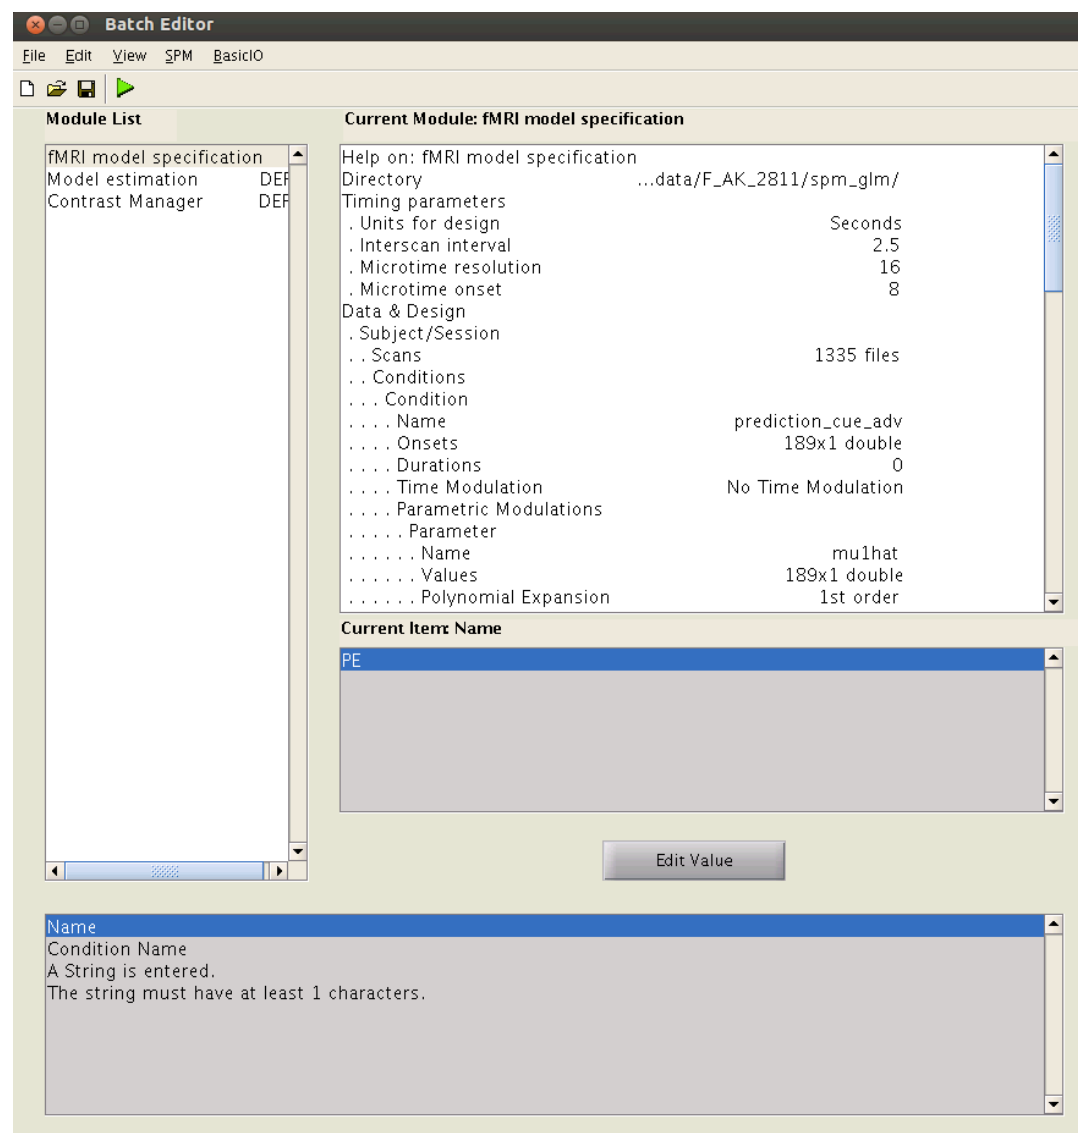 Batch Editor
File Edit View SPM BasicIO
Module List
fMRI model specification
Model estimation DEP
Contrast Manager DEP
Current Module: fMRI model specification
Help on: fMRI model specification
Directory ...data/F_AK_2811/spm_glm/
Timing parameters
. Units for design Seconds
. Interscan interval 2.5
. Microtime resolution 16
. Microtime onset 8
Data & Design
. Subject/Session
. . Scans 1335 files
. . Conditions
. . . Condition
. . . . Name prediction_cue_adv
. . . . Onsets 189x1 double
. . . . Durations 0
. . . . Time Modulation No Time Modulation
. . . . Parametric Modulations
. . . . . Parameter
. . . . . . Name mu1hat
. . . . . . Values 189x1 double
. . . . . . Polynomial Expansion 1st order
Current Item: Name
PE
Edit Value
Name
Condition Name
A String is entered.
The string must have at least 1 characters.